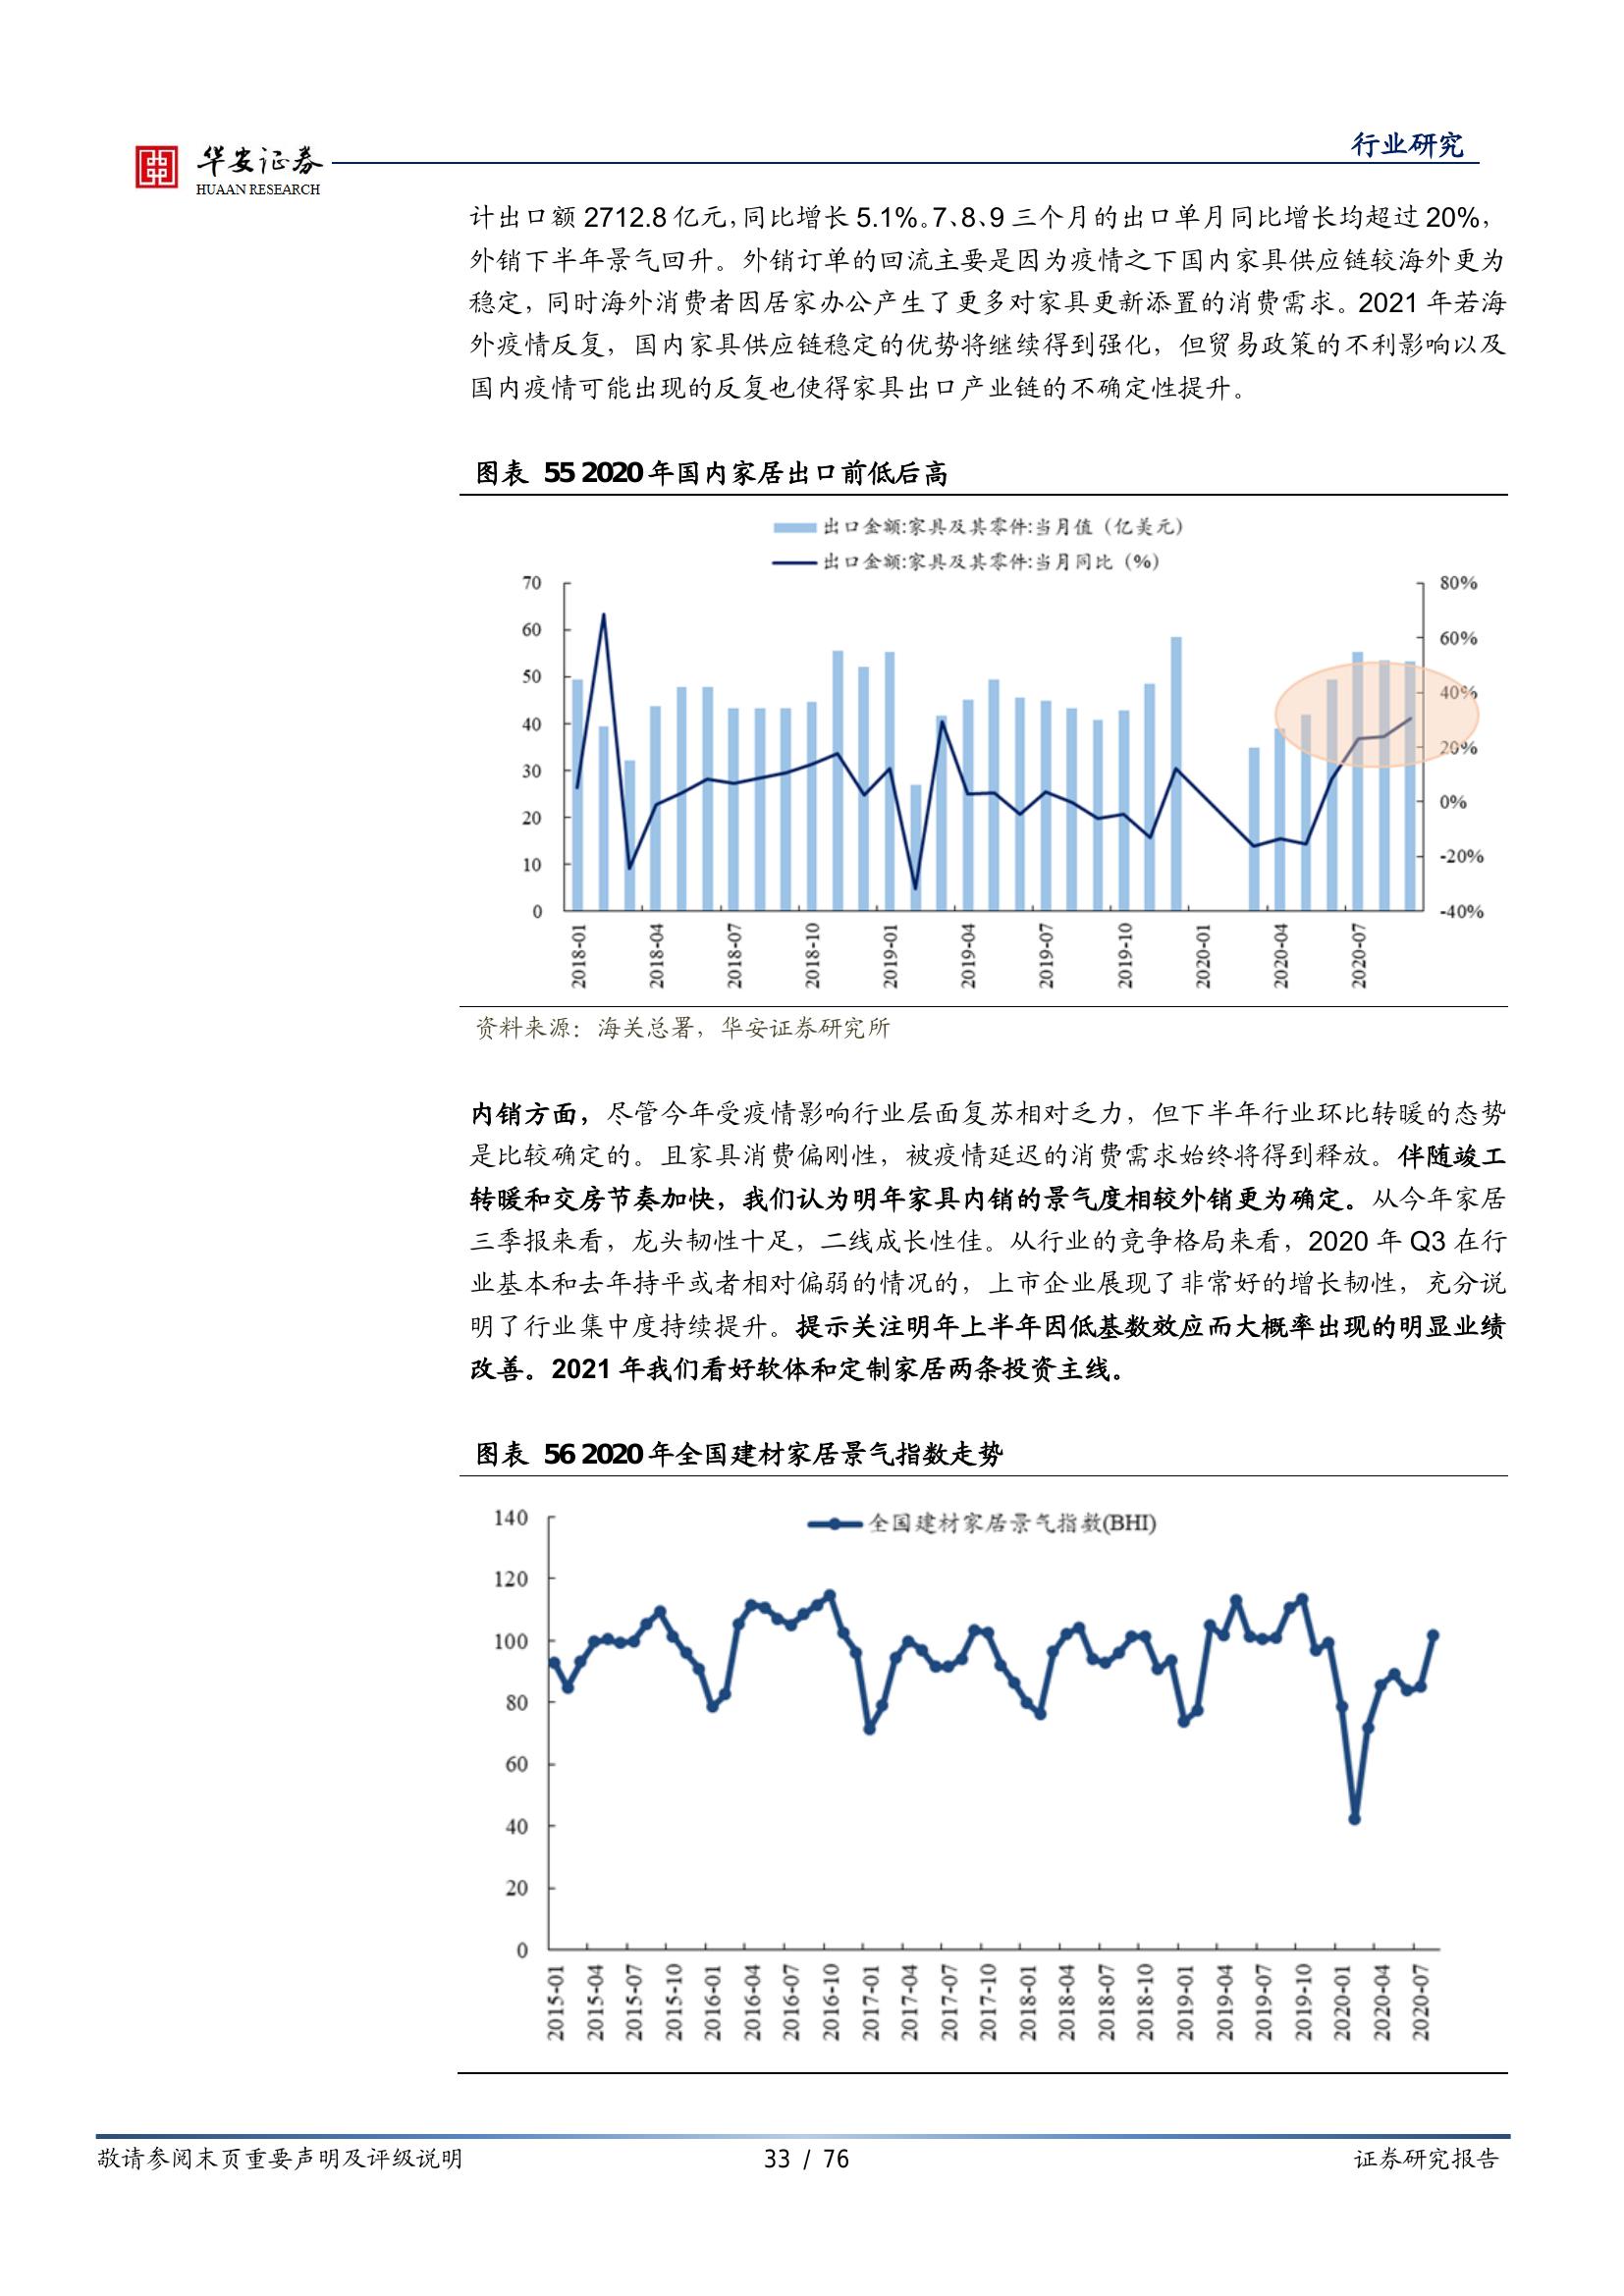 行业研究
华安证券
HUAAN RESEARCH
计出口额 2712.8 亿元，同比增长 5.1%。7、8、9 三个月的出口单月同比增长均超过 20%，
外销下半年景气回升。外销订单的回流主要是因为疫情之下国内家具供应链较海外更为
稳定，同时海外消费者因居家办公产生了更多对家具更新添置的消费需求。2021 年若海
外疫情反复，国内家具供应链稳定的优势将继续得到强化，但贸易政策的不利影响以及
国内疫情可能出现的反复也使得家具出口产业链的不确定性提升。
图表 55 2020 年国内家居出口前低后高
出口金额:家具及其零件:当月值（亿美元）
出口金额:家具及其零件:当月同比（%）
70
60
50
40
30
20
10
0
80%
60%
40%
20%
0%
-20%
-40%
2018-01
2018-04
2018-07
2018-10
2019-01
2019-04
2019-07
2019-10
2020-01
2020-04
2020-07
资料来源：海关总署，华安证券研究所
内销方面，尽管今年受疫情影响行业层面复苏相对乏力，但下半年行业环比转暖的态势
是比较确定的。且家具消费偏刚性，被疫情延迟的消费需求始终将得到释放。伴随竣工
转暖和交房节奏加快，我们认为明年家具内销的景气度相较外销更为确定。从今年家居
三季报来看，龙头韧性十足，二线成长性佳。从行业的竞争格局来看，2020 年 Q3 在行
业基本和去年持平或者相对偏弱的情况的，上市企业展现了非常好的增长韧性，充分说
明了行业集中度持续提升。提示关注明年上半年因低基数效应而大概率出现的明显业绩
改善。2021 年我们看好软体和定制家居两条投资主线。
图表 56 2020 年全国建材家居景气指数走势
全国建材家居景气指数(BHI)
140
120
100
80
60
40
20
0
2015-01
2015-04
2015-07
2015-10
2016-01
2016-04
2016-07
2016-10
2017-01
2017-04
2017-07
2017-10
2018-01
2018-04
2018-07
2018-10
2019-01
2019-04
2019-07
2019-10
2020-01
2020-04
2020-07
敬请参阅末页重要声明及评级说明
33 / 76
证券研究报告